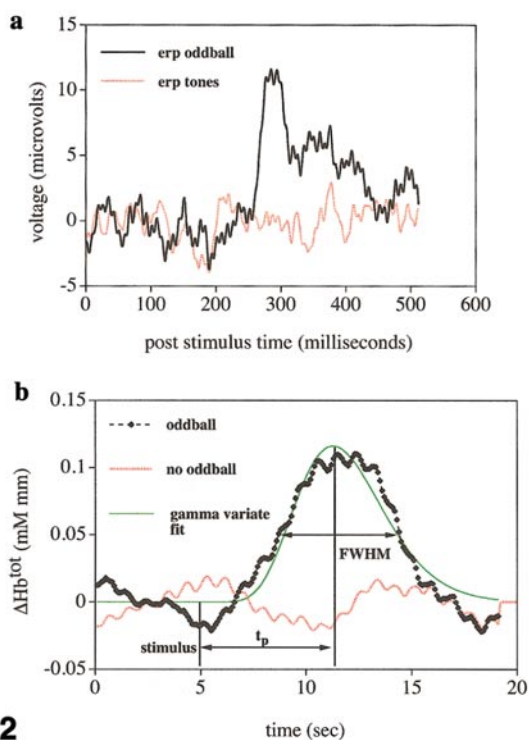 a
15
10
5
0
-5
voltage (microvolts)
erp oddball
erp tones
0 100 200 300 400 500 600
post stimulus time (milliseconds)
b
0.15
0.1
0.05
0
-0.05
ΔHb^tot (mM mm)
oddball
no oddball
gamma variate
fit
FWHM
stimulus
t_p
0 5 10 15 20
time (sec)
2